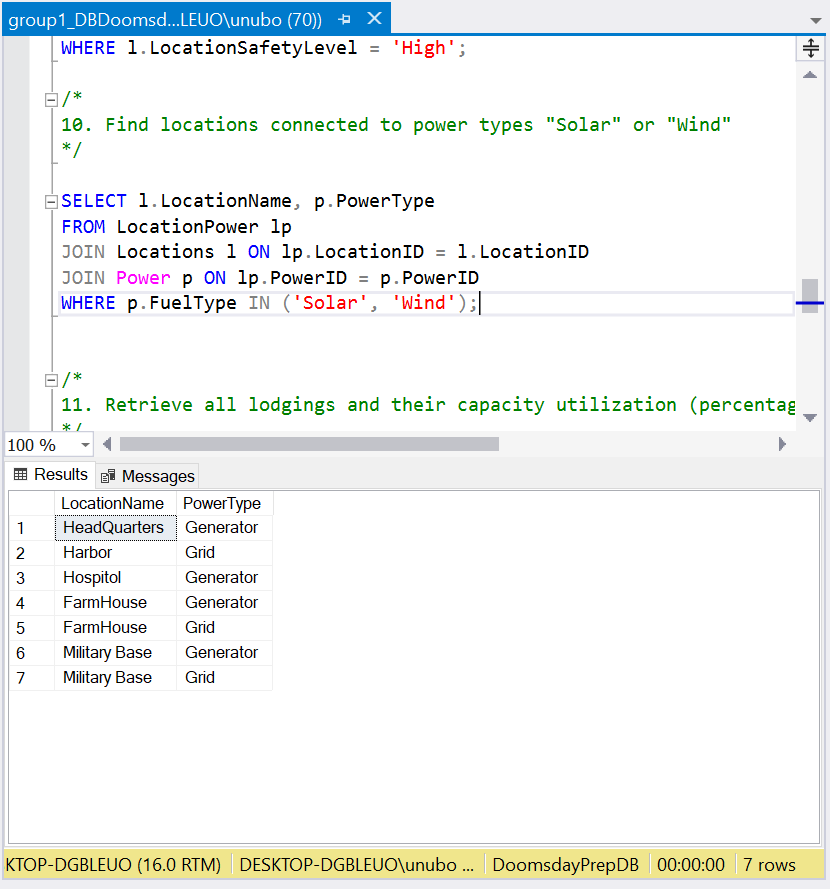 group1_DBDoomsd...LEUO\unubo (70))
WHERE l.LocationSafetyLevel = 'High';
/*
10. Find locations connected to power types "Solar" or "Wind"
*/
SELECT l.LocationName, p.PowerType
FROM LocationPower lp
JOIN Locations l ON lp.LocationID = l.LocationID
JOIN Power p ON lp.PowerID = p.PowerID
WHERE p.FuelType IN ('Solar', 'Wind');
/*
11. Retrieve all lodgings and their capacity utilization (percentag
*/
100 %
Results Messages
LocationName PowerType
1 HeadQuarters Generator
2 Harbor Grid
3 Hospitol Generator
4 FarmHouse Generator
5 FarmHouse Grid
6 Military Base Generator
7 Military Base Grid
KTOP-DGBLEUO (16.0 RTM) DESKTOP-DGBLEUO\unubo ... DoomsdayPrepDB 00:00:00 7 rows